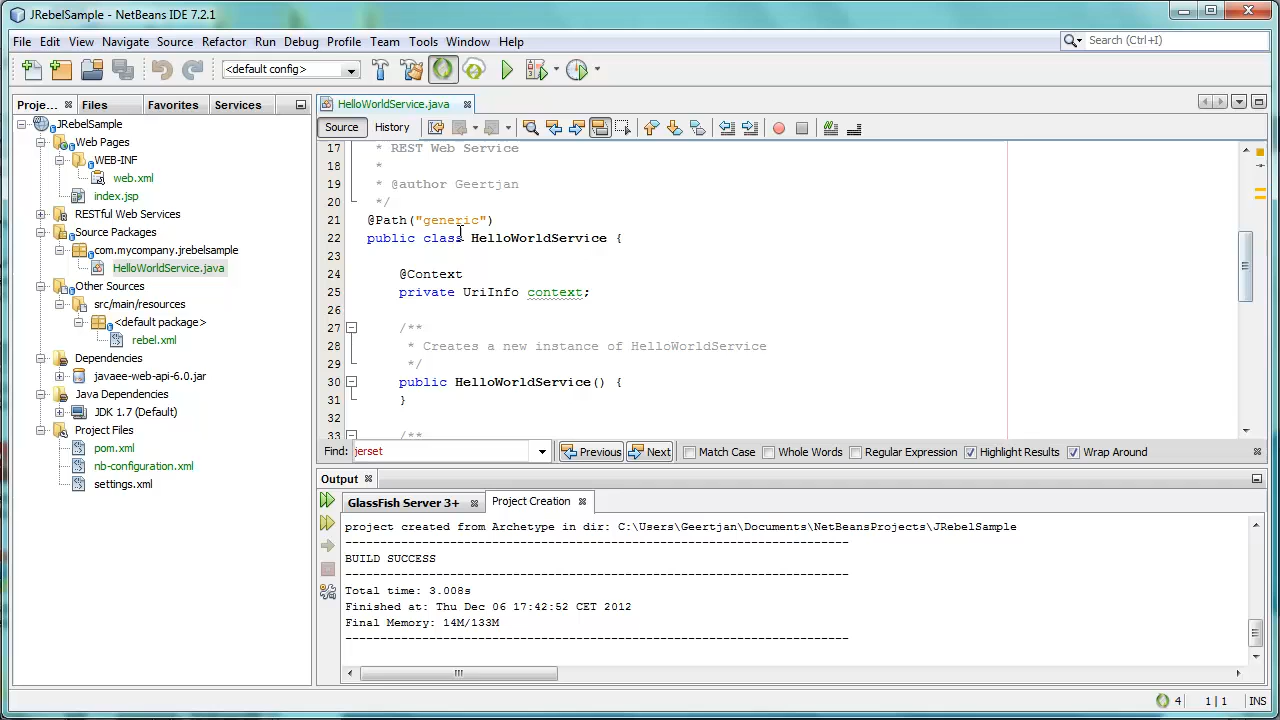 JRebelSample - NetBeans IDE 7.2.1
File Edit View Navigate Source Refactor Run Debug Profile Team Tools Window Help
Search (Ctrl+I)
<default config>
Proje... Files Favorites Services
JRebelSample
Web Pages
WEB-INF
web.xml
index.jsp
RESTful Web Services
Source Packages
com.mycompany.jrebelsample
HelloWorldService.java
Other Sources
src/main/resources
<default package>
rebel.xml
Dependencies
javaee-web-api-6.0.jar
Java Dependencies
JDK 1.7 (Default)
Project Files
pom.xml
nb-configuration.xml
settings.xml
HelloWorldService.java
Source History
17 * REST Web Service
18 *
19 * @author Geertjan
20 */
21 @Path("generic")
22 public class HelloWorldService {
23
24 @Context
25 private UriInfo context;
26
27 /**
28 * Creates a new instance of HelloWorldService
29 */
30 public HelloWorldService() {
31 }
32
33 /**
Find: jerset Previous Next Match Case Whole Words Regular Expression Highlight Results Wrap Around
Output
GlassFish Server 3+ Project Creation
project created from Archetype in dir: C:\Users\Geertjan\Documents\NetBeansProjects\JRebelSample
------------------------------------------------------------------------
BUILD SUCCESS
------------------------------------------------------------------------
Total time: 3.008s
Finished at: Thu Dec 06 17:42:52 CET 2012
Final Memory: 14M/133M
------------------------------------------------------------------------
4 1 | 1 INS